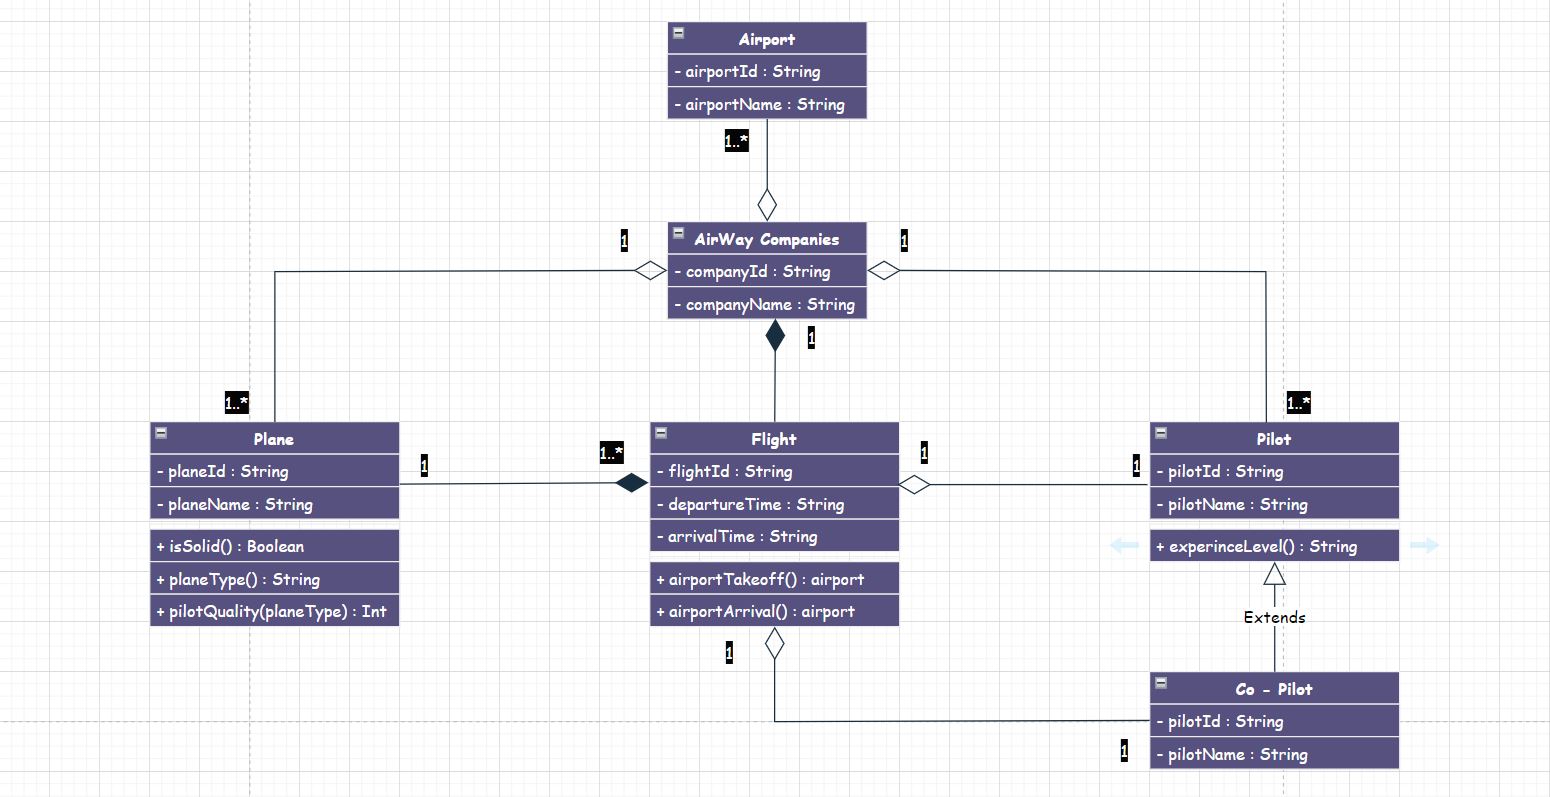 Airport
- airportId : String
- airportName : String
1..*
1
AirWay Companies
1
- companyId : String
- companyName : String
1
1..*
1..*
Plane
- planeId : String
- planeName : String
+ isSolid() : Boolean
+ planeType() : String
+ pilotQuality(planeType) : Int
1
1..*
Flight
- flightId : String
- departureTime : String
- arrivalTime : String
+ airportTakeoff() : airport
+ airportArrival() : airport
1
1
1
Pilot
- pilotId : String
- pilotName : String
+ experinceLevel() : String
Extends
Co - Pilot
- pilotId : String
- pilotName : String
1